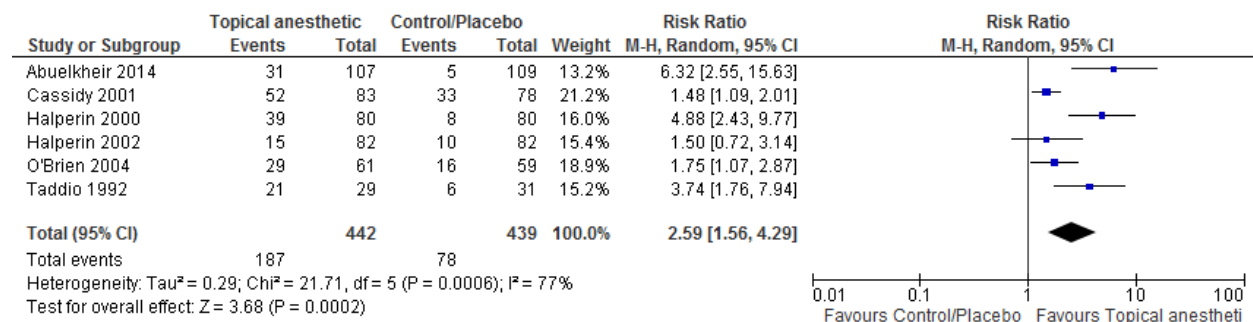 Topical anesthetic Control/Placebo Risk Ratio Risk Ratio
Study or Subgroup Events Total Events Total Weight M-H, Random, 95% CI M-H, Random, 95% CI
Abuelkheir 2014 31 107 5 109 13.2% 6.32 [2.55, 15.63]
Cassidy 2001 52 83 33 78 21.2% 1.48 [1.09, 2.01]
Halperin 2000 39 80 8 80 16.0% 4.88 [2.43, 9.77]
Halperin 2002 15 82 10 82 15.4% 1.50 [0.72, 3.14]
O'Brien 2004 29 61 16 59 18.9% 1.75 [1.07, 2.87]
Taddio 1992 21 29 6 31 15.2% 3.74 [1.76, 7.94]
Total (95% CI) 442 439 100.0% 2.59 [1.56, 4.29]
Total events 187 78
Heterogeneity: Tau² = 0.29; Chi² = 21.71, df = 5 (P = 0.0006); I² = 77%
Test for overall effect: Z = 3.68 (P = 0.0002)
0.01 0.1 1 10 100
Favours Control/Placebo Favours Topical anestheti